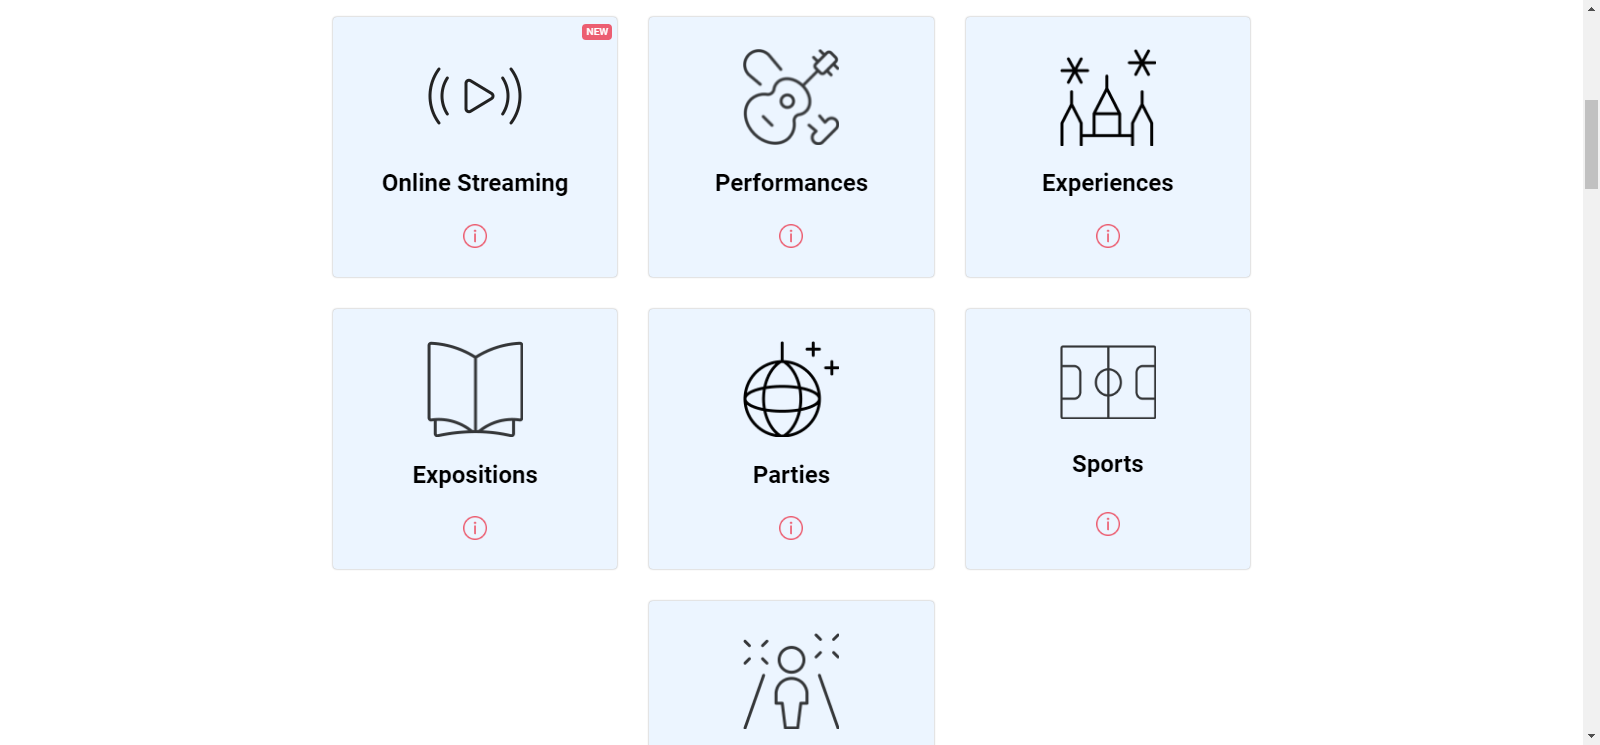 NEW
Online Streaming
Performances
Experiences
Expositions
Parties
Sports